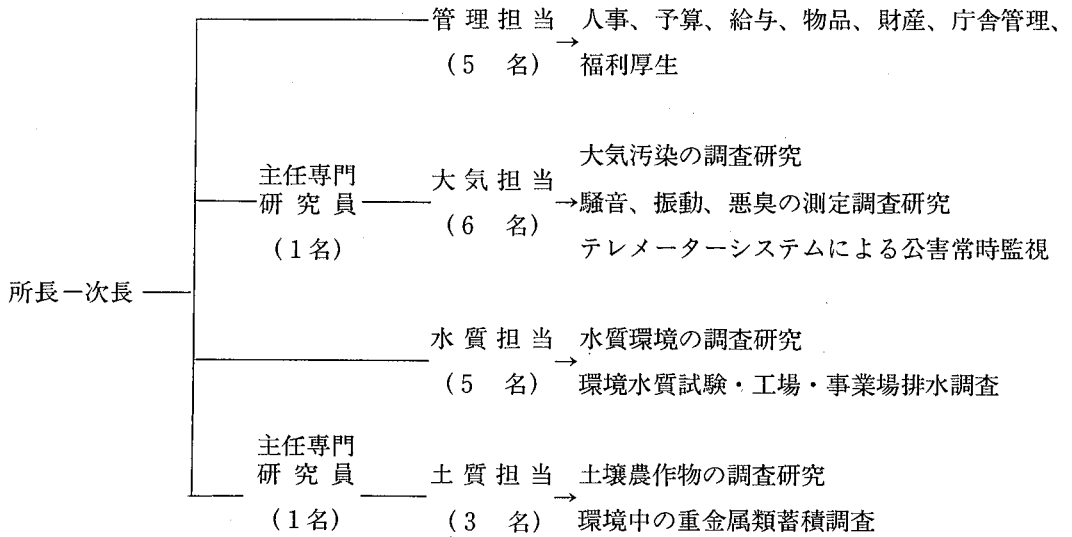 管理担当 人事、予算、給与、物品、財産、庁舎管理、
(5 名) → 福利厚生
大気汚染の調査研究
主任専門
研究員 大気担当 →騒音、振動、悪臭の測定調査研究
(1名) (6 名)
テレメーターシステムによる公害常時監視
所長-次長
水質担当 水質環境の調査研究
(5 名) → 環境水質試験・工場・事業場排水調査
主任専門
研究員 土質担当 土壌農作物の調査研究
(1名) (3 名) → 環境中の重金属類蓄積調査